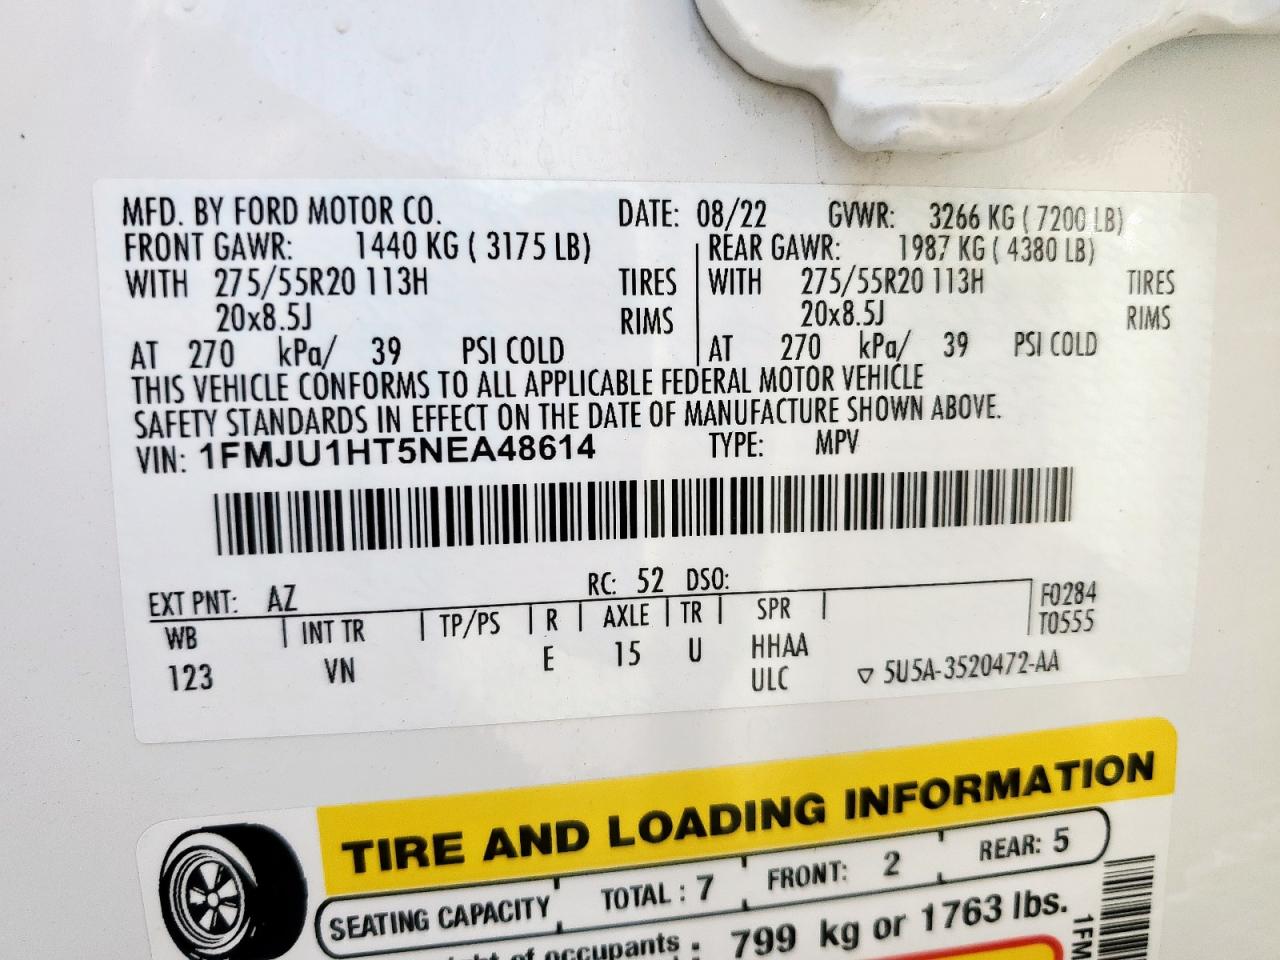 MFD. BY FORD MOTOR CO. DATE: 08/22 GVWR: 3266 KG ( 7200 LB)
FRONT GAWR: 1440 KG ( 3175 LB) REAR GAWR: 1987 KG ( 4380 LB)
WITH 275/55R20 113H TIRES WITH 275/55R20 113H TIRES
20x8.5J RIMS 20x8.5J RIMS
AT 270 kPa/ 39 PSI COLD AT 270 kPa/ 39 PSI COLD
THIS VEHICLE CONFORMS TO ALL APPLICABLE FEDERAL MOTOR VEHICLE
SAFETY STANDARDS IN EFFECT ON THE DATE OF MANUFACTURE SHOWN ABOVE.
VIN: 1FMJU1HT5NEA48614 TYPE: MPV
EXT PNT: AZ RC: 52 DSO: F0284
WB INT TR TP/PS R AXLE TR SPR T0555
123 VN E 15 U HHAA
ULC ▽ 5U5A-3520472-AA
TIRE AND LOADING INFORMATION
SEATING CAPACITY TOTAL : 7 FRONT: 2 REAR: 5
of occupants : 799 kg or 1763 lbs.
1FM